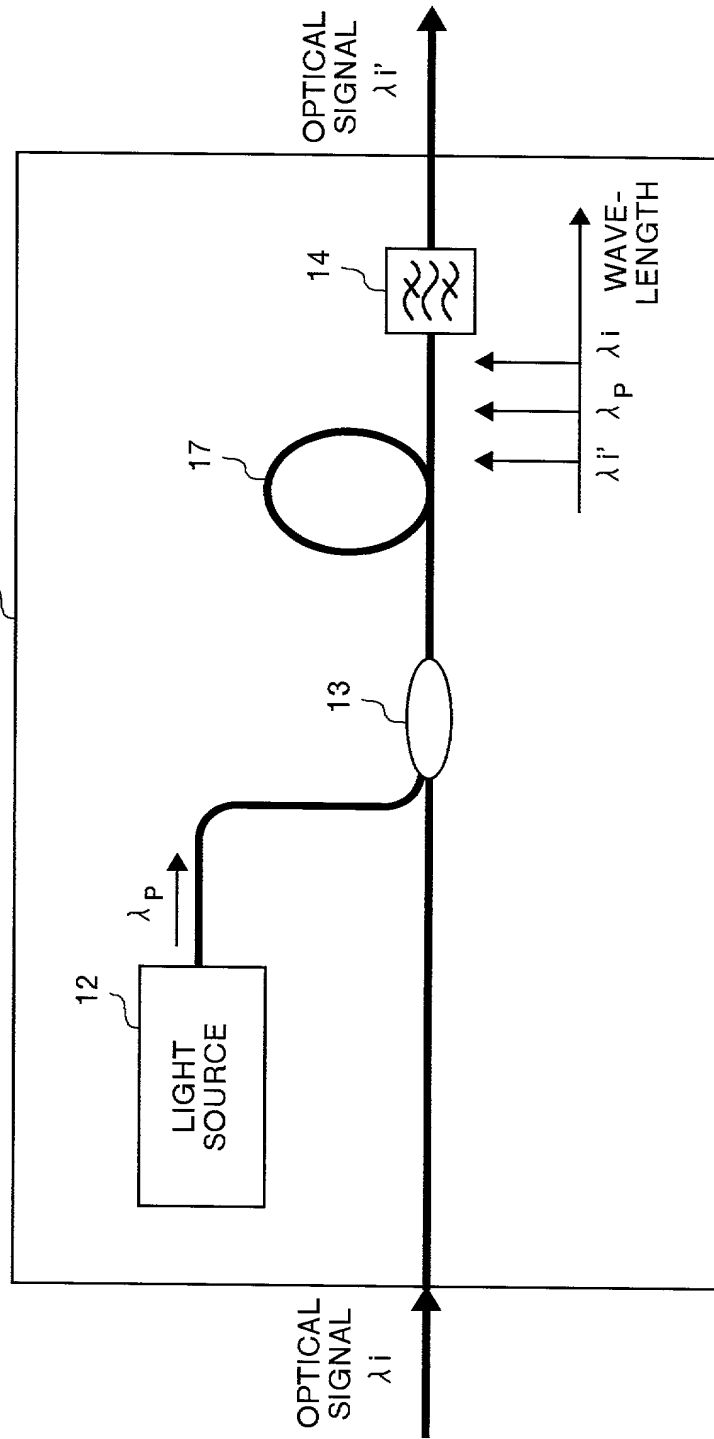 OPTICAL
SIGNAL
λi
12
LIGHT
SOURCE
λP
13
17
14
λi'
λP
λi
WAVE-
LENGTH
OPTICAL
SIGNAL
λi'